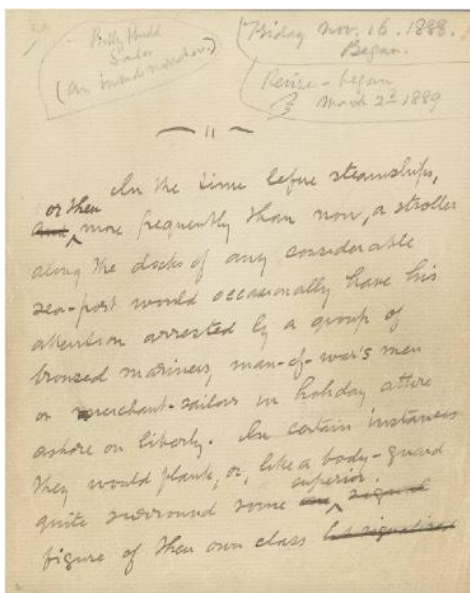 Billy Budd
Sailor
(An inside narrative.)
Friday Nov. 16. 1888.
Began.
Revise - began
March 2d 1889
In the time before steamships,
or then
more frequently than now, a stroller
along the docks of any considerable
sea-port would occasionally have his
attention arrested by a group of
bronzed mariners, man-of-war's men
or merchant-sailors in holiday attire
ashore on liberty. In certain instances
they would flank, or, like a body-guard
superior
quite surround some signal
figure of their own class